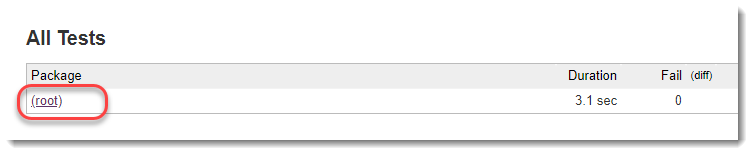 All Tests
Package Duration Fail (diff)
(root) 3.1 sec 0